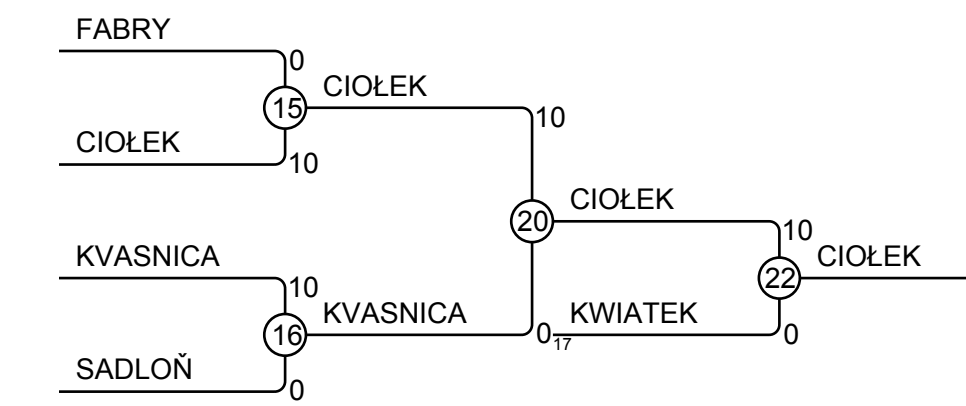 FABRY
0
CIOŁEK
15
10
CIOŁEK
10
CIOŁEK
20
10
CIOŁEK
KVASNICA
22
10
KVASNICA
KWIATEK
16
0
17
0
SADLOŇ
0